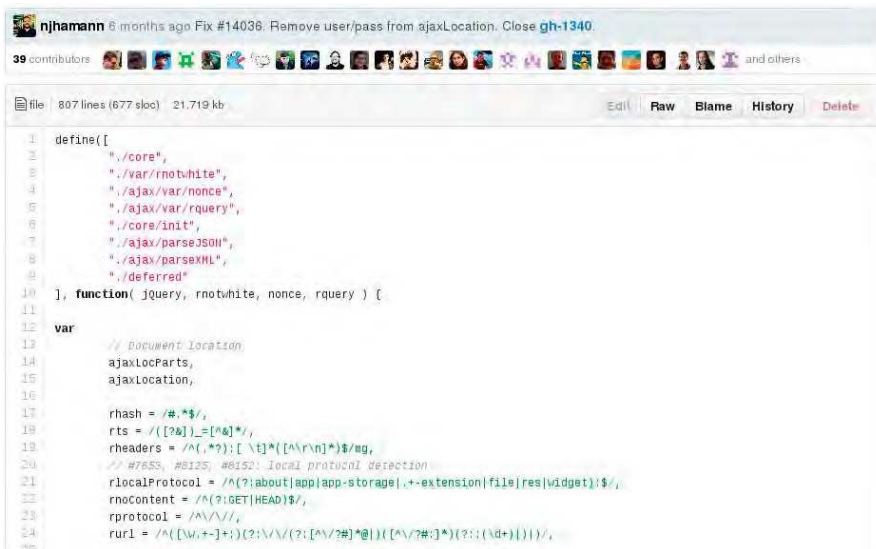 njhamann 6 months ago Fix #14036. Remove user/pass from ajaxLocation. Close gh-1340.
39 contributors and others
file 807 lines (677 sloc) 21.719 kb Edit Raw Blame History Delete
1 define([
2 "./core",
3 "./var/rnotwhite",
4 "./ajax/var/nonce",
5 "./ajax/var/rquery",
6 "./core/init",
7 "./ajax/parseJSON",
8 "./ajax/parseXML",
9 "./deferred"
10 ], function( jQuery, rnotwhite, nonce, rquery ) {
11
12 var
13 // Document location
14 ajaxLocParts,
15 ajaxLocation,
16
17 rhash = /#.*$/,
18 rts = /([?&])_=[^&]*/,
19 rheaders = /^(.*?):[ \t]*([^\r\n]*)$/mg,
20 // #7653, #8125, #8152: local protocol detection
21 rlocalProtocol = /^(?:about|app|app-storage|.+-extension|file|res|widget):$/,
22 rnoContent = /^(?:GET|HEAD)$/,
23 rprotocol = /^\/\//,
24 rurl = /^([\w.+-]+:)(?:\/\/(?:[^\/?#]*@|)([^\/?#:]*)(?::(\d+)|)|)/,